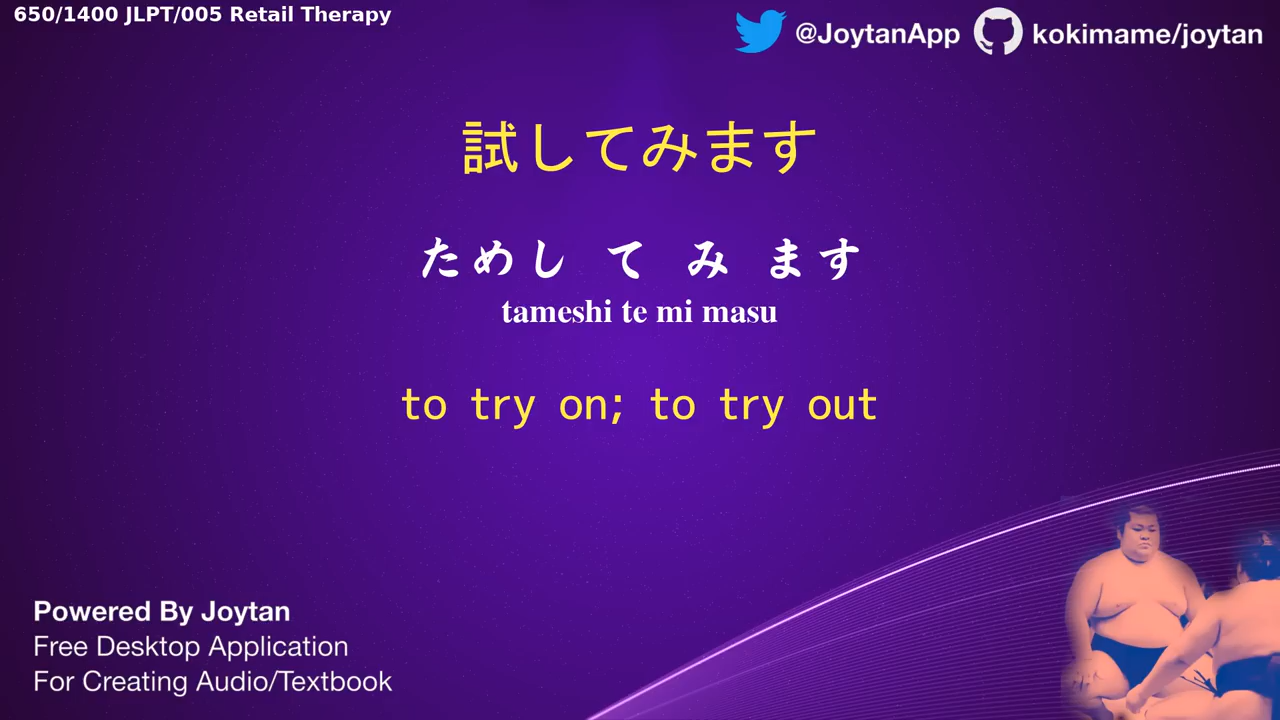 650/1400 JLPT/005 Retail Therapy
@JoytanApp kokimame/joytan
試してみます
ためし て み ます
tameshi te mi masu
to try on; to try out
Powered By Joytan
Free Desktop Application
For Creating Audio/Textbook